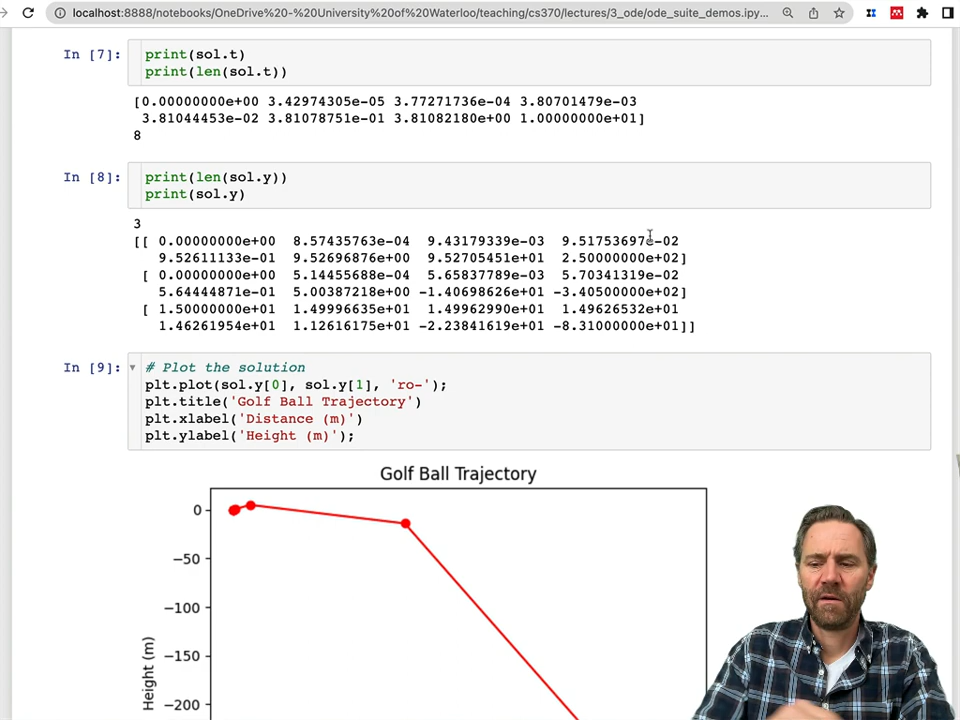 localhost:8888/notebooks/OneDrive%20-%20University%20of%20Waterloo/teaching/cs370/lectures/3_ode/ode_suite_demos.ipy...
In [7]:
print(sol.t)
print(len(sol.t))
[0.00000000e+00 3.42974305e-05 3.77271736e-04 3.80701479e-03
3.81044453e-02 3.81078751e-01 3.81082180e+00 1.00000000e+01]
8
In [8]:
print(len(sol.y))
print(sol.y)
3
[[ 0.00000000e+00 8.57435763e-04 9.43179339e-03 9.51753697e-02
9.52611133e-01 9.52696876e+00 9.52705451e+01 2.50000000e+02]
[ 0.00000000e+00 5.14455688e-04 5.65837789e-03 5.70341319e-02
5.64444871e-01 5.00387218e+00 -1.40698626e+01 -3.40500000e+02]
[ 1.50000000e+01 1.49996635e+01 1.49962990e+01 1.49626532e+01
1.46261954e+01 1.12616175e+01 -2.23841619e+01 -8.31000000e+01]]
In [9]:
# Plot the solution
plt.plot(sol.y[0], sol.y[1], 'ro-');
plt.title('Golf Ball Trajectory')
plt.xlabel('Distance (m)')
plt.ylabel('Height (m)');
Golf Ball Trajectory
0
−50
−100
−150
−200
Height (m)